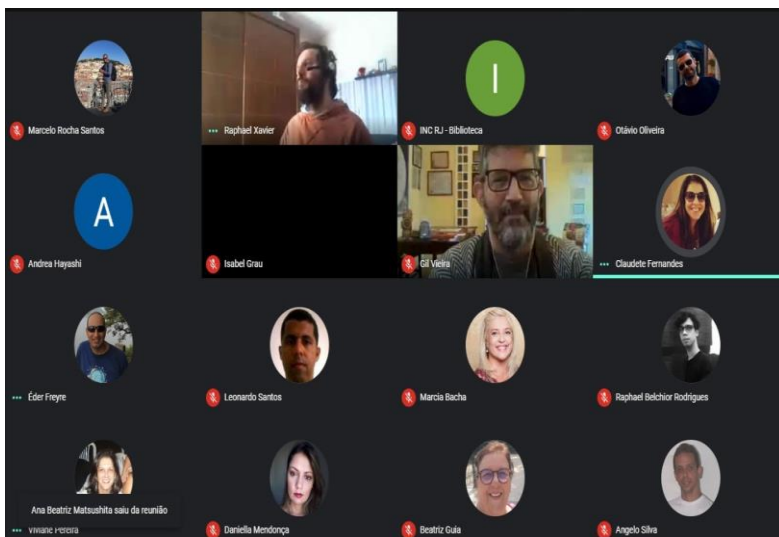 Marcelo Rocha Santos
Raphael Xavier
I
INC RJ - Biblioteca
Otávio Oliveira
A
Andrea Hayashi
Isabel Grau
Gil Vieira
Claudete Fernandes
Éder Freyre
Leonardo Santos
Marcia Bacha
Raphael Belchior Rodrigues
Ana Beatriz Matsushita saiu da reunião
Viviane Pereira
Daniella Mendonça
Beatriz Guia
Angelo Silva